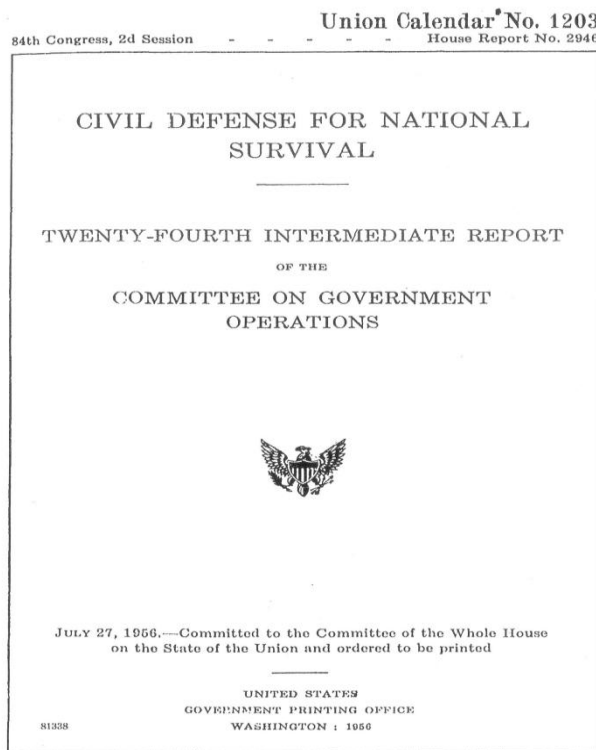 Union Calendar No. 1203
84th Congress, 2d Session - - - - - House Report No. 2946
CIVIL DEFENSE FOR NATIONAL
SURVIVAL
TWENTY-FOURTH INTERMEDIATE REPORT
OF THE
COMMITTEE ON GOVERNMENT
OPERATIONS
JULY 27, 1956.—Committed to the Committee of the Whole House
on the State of the Union and ordered to be printed
UNITED STATES
GOVERNMENT PRINTING OFFICE
81338 WASHINGTON : 1956